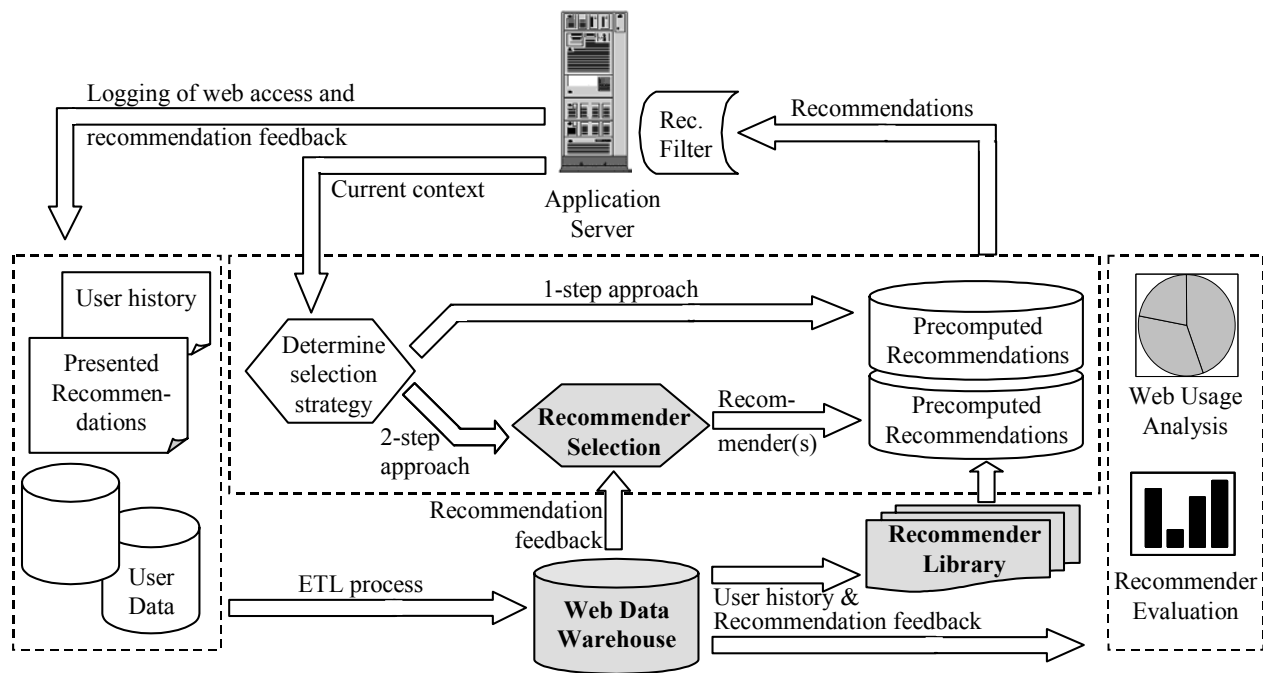 Logging of web access and
recommendation feedback
Current context
Application
Server
Rec.
Filter
Recommendations
User history
Presented
Recommen-
dations
User
Data
Determine
selection
strategy
1-step approach
2-step
approach
Recommender
Selection
Recom-
mender(s)
Precomputed
Recommendations
Precomputed
Recommendations
Web Usage
Analysis
Recommender
Evaluation
Recommendation
feedback
Recommender
Library
ETL process
Web Data
Warehouse
User history &
Recommendation feedback